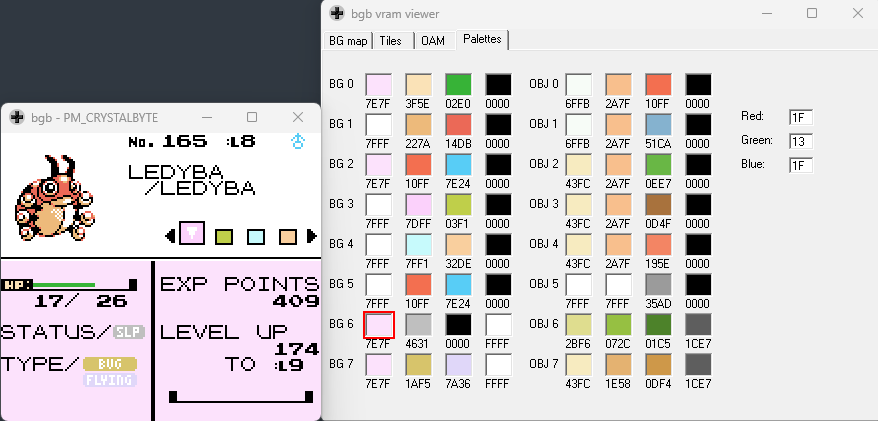 bgb vram viewer
BG map Tiles OAM Palettes
BG 0 7E7F 3F5E 02E0 0000 OBJ 0 6FFB 2A7F 10FF 0000
BG 1 7FFF 227A 14DB 0000 OBJ 1 6FFB 2A7F 51CA 0000
BG 2 7E7F 10FF 7E24 0000 OBJ 2 43FC 2A7F 0EE7 0000
BG 3 7FFF 7DFF 03F1 0000 OBJ 3 43FC 2A7F 0D4F 0000
BG 4 7FFF 7FF1 32DE 0000 OBJ 4 43FC 2A7F 195E 0000
BG 5 7FFF 10FF 7E24 0000 OBJ 5 7FFF 7FFF 35AD 0000
BG 6 7E7F 4631 0000 FFFF OBJ 6 2BF6 072C 01C5 1CE7
BG 7 7E7F 1AF5 7A36 FFFF OBJ 7 43FC 1E58 0DF4 1CE7
Red: 1F
Green: 13
Blue: 1F
bgb - PM_CRYSTALBYTE
No. 165 :L8 ♂
LEDYBA
/LEDYBA
HP:
17/ 26
STATUS/ SLP
TYPE/ BUG
FLYING
EXP POINTS
409
LEVEL UP
174
TO :L9